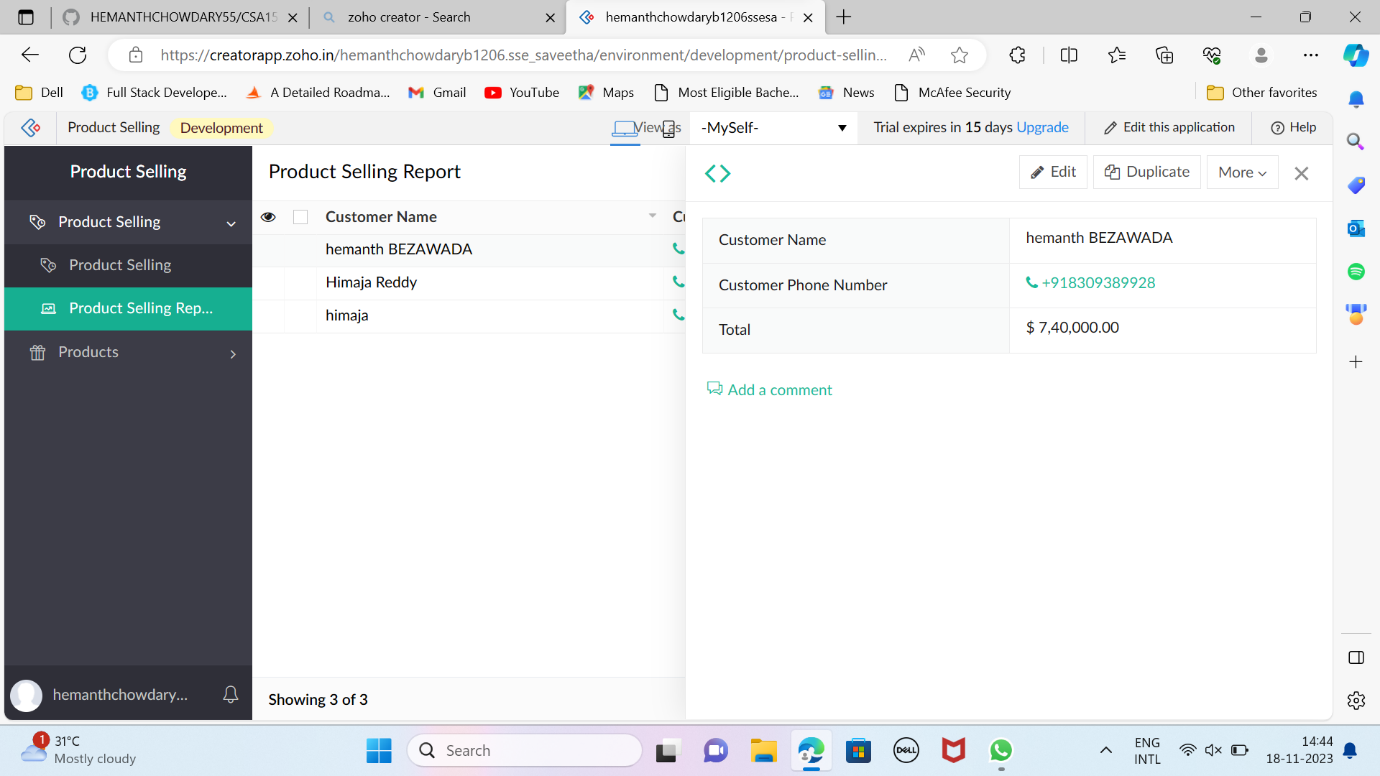 HEMANTHCHOWDARY55/CSA15
zoho creator - Search
hemanthchowdaryb1206ssesa -
https://creatorapp.zoho.in/hemanthchowdaryb1206.sse_saveetha/environment/development/product-sellin...
Dell
Full Stack Develope...
A Detailed Roadma...
Gmail
YouTube
Maps
Most Eligible Bache...
News
McAfee Security
Other favorites
Product Selling
Development
View as
-MySelf-
Trial expires in 15 days Upgrade
Edit this application
Help
Product Selling
Product Selling
Product Selling
Product Selling Rep...
Products
hemanthchowdary...
Product Selling Report
Customer Name
Cu
hemanth BEZAWADA
Himaja Reddy
himaja
Showing 3 of 3
Edit
Duplicate
More
Customer Name
hemanth BEZAWADA
Customer Phone Number
+918309389928
Total
$ 7,40,000.00
Add a comment
1
31°C
Mostly cloudy
Search
DELL
ENG
INTL
14:44
18-11-2023